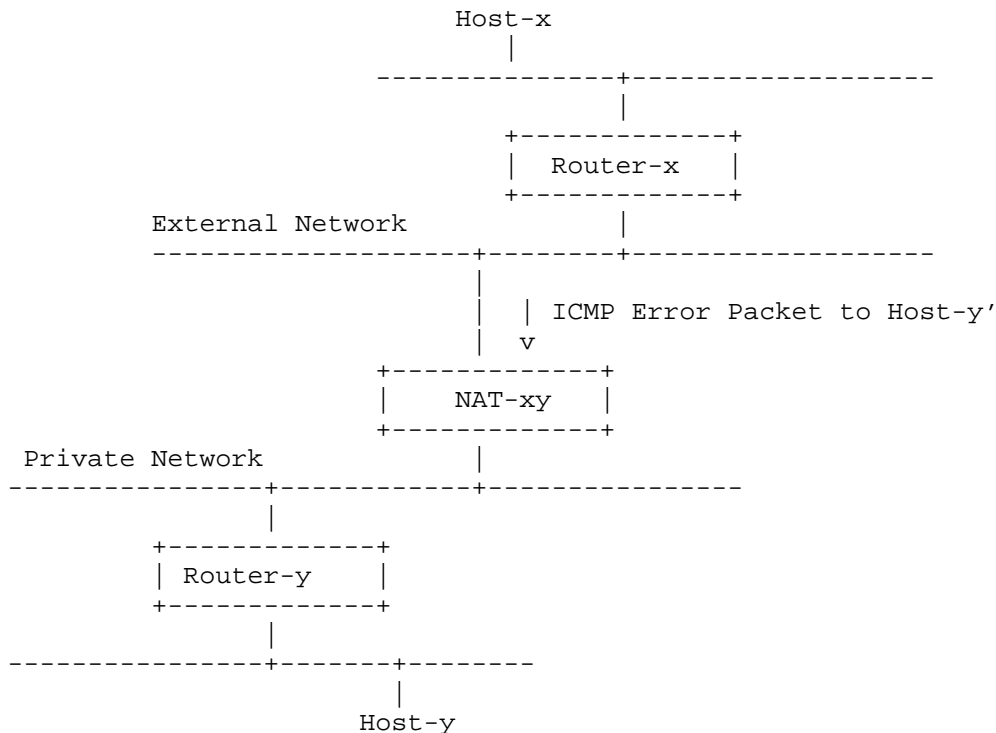 Host-x
Router-x
External Network
ICMP Error Packet to Host-y’
NAT-xy
Private Network
Router-y
Host-y